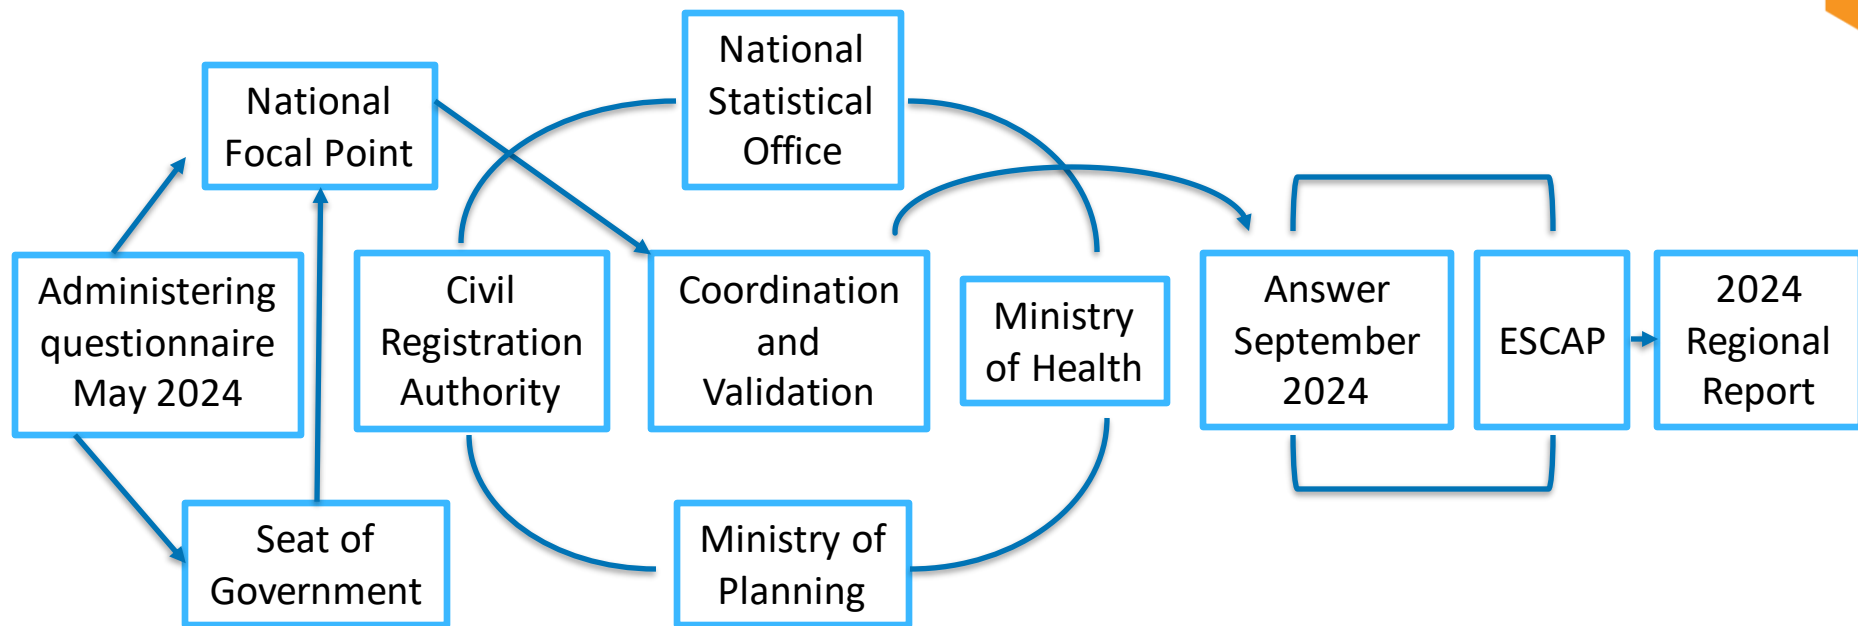 National
Focal Point
National
Statistical
Office
Administering
questionnaire
May 2024
Civil
Registration
Authority
Coordination
and
Validation
Ministry
of Health
Answer
September
2024
ESCAP
2024
Regional
Report
Seat of
Government
Ministry of
Planning